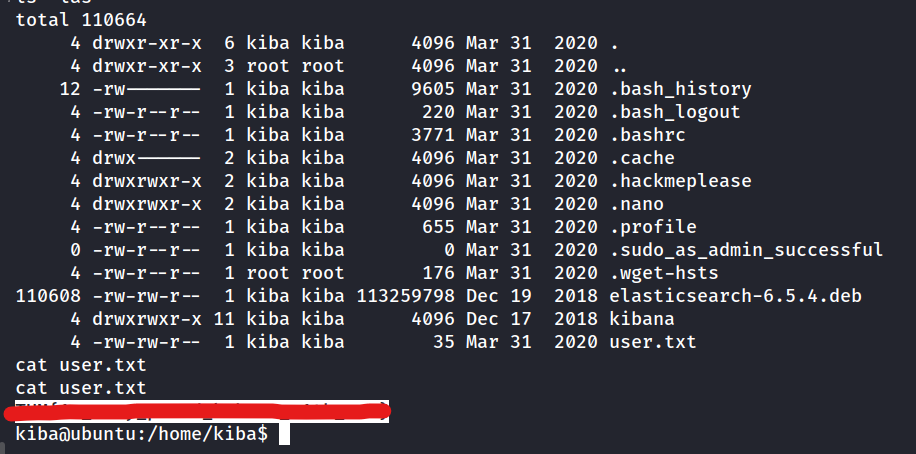 ls -las
total 110664
4 drwxr-xr-x 6 kiba kiba 4096 Mar 31 2020 .
4 drwxr-xr-x 3 root root 4096 Mar 31 2020 ..
12 -rw------- 1 kiba kiba 9605 Mar 31 2020 .bash_history
4 -rw-r--r-- 1 kiba kiba 220 Mar 31 2020 .bash_logout
4 -rw-r--r-- 1 kiba kiba 3771 Mar 31 2020 .bashrc
4 drwx------ 2 kiba kiba 4096 Mar 31 2020 .cache
4 drwxrwxr-x 2 kiba kiba 4096 Mar 31 2020 .hackmeplease
4 drwxrwxr-x 2 kiba kiba 4096 Mar 31 2020 .nano
4 -rw-r--r-- 1 kiba kiba 655 Mar 31 2020 .profile
0 -rw-r--r-- 1 kiba kiba 0 Mar 31 2020 .sudo_as_admin_successful
4 -rw-r--r-- 1 root root 176 Mar 31 2020 .wget-hsts
110608 -rw-rw-r-- 1 kiba kiba 113259798 Dec 19 2018 elasticsearch-6.5.4.deb
4 drwxrwxr-x 11 kiba kiba 4096 Dec 17 2018 kibana
4 -rw-rw-r-- 1 kiba kiba 35 Mar 31 2020 user.txt
cat user.txt
cat user.txt
kiba@ubuntu:/home/kiba$